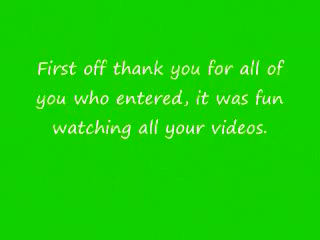 First off thank you for all of
you who entered, it was fun
watching all your videos.